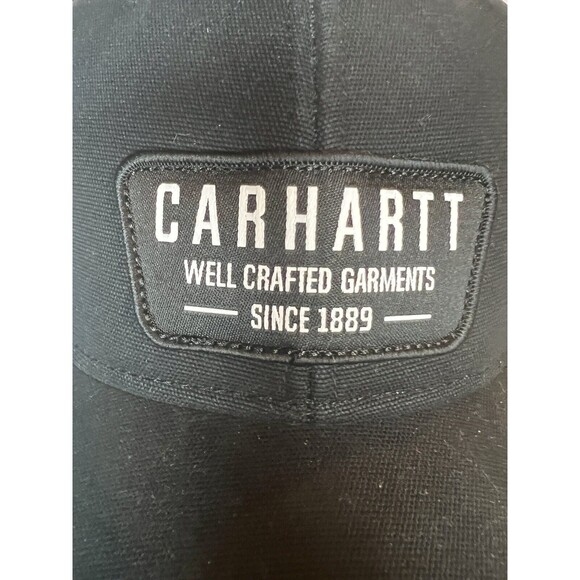 CARHARTT
WELL CRAFTED GARMENTS
SINCE 1889